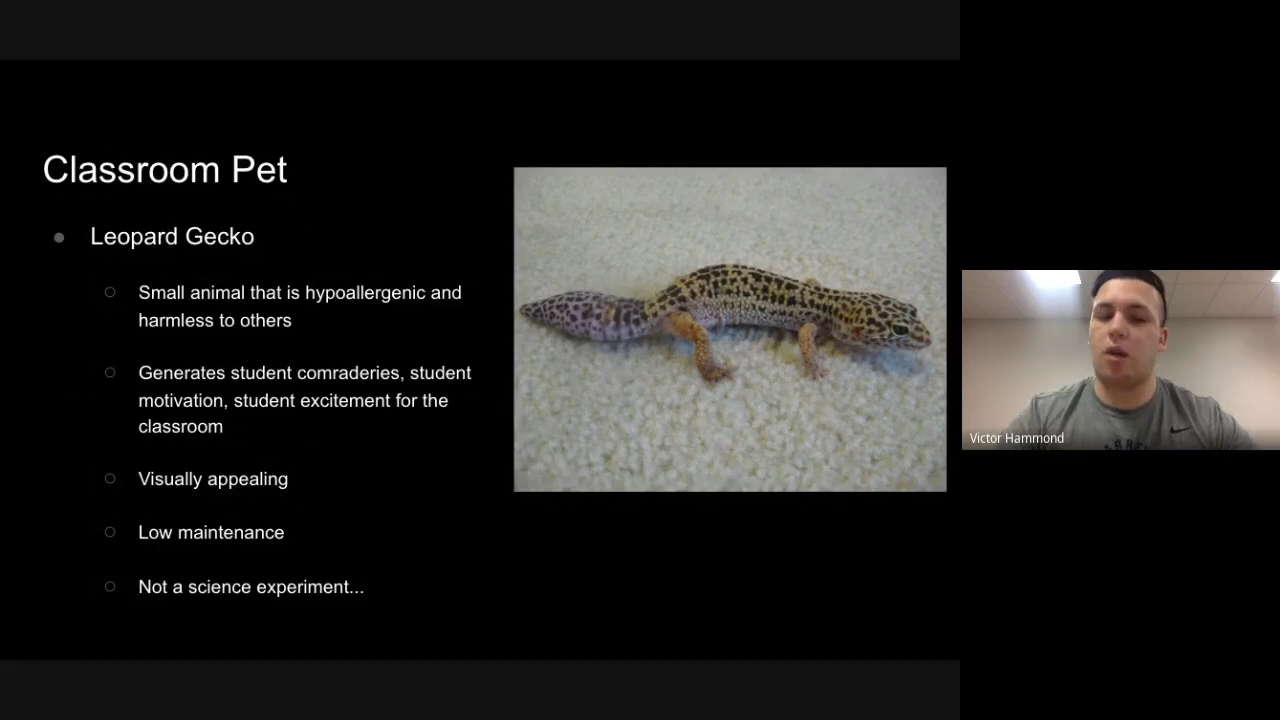 Classroom Pet
Leopard Gecko
Small animal that is hypoallergenic and
harmless to others
Generates student comraderies, student
motivation, student excitement for the
classroom
Visually appealing
Low maintenance
Not a science experiment...
Victor Hammond